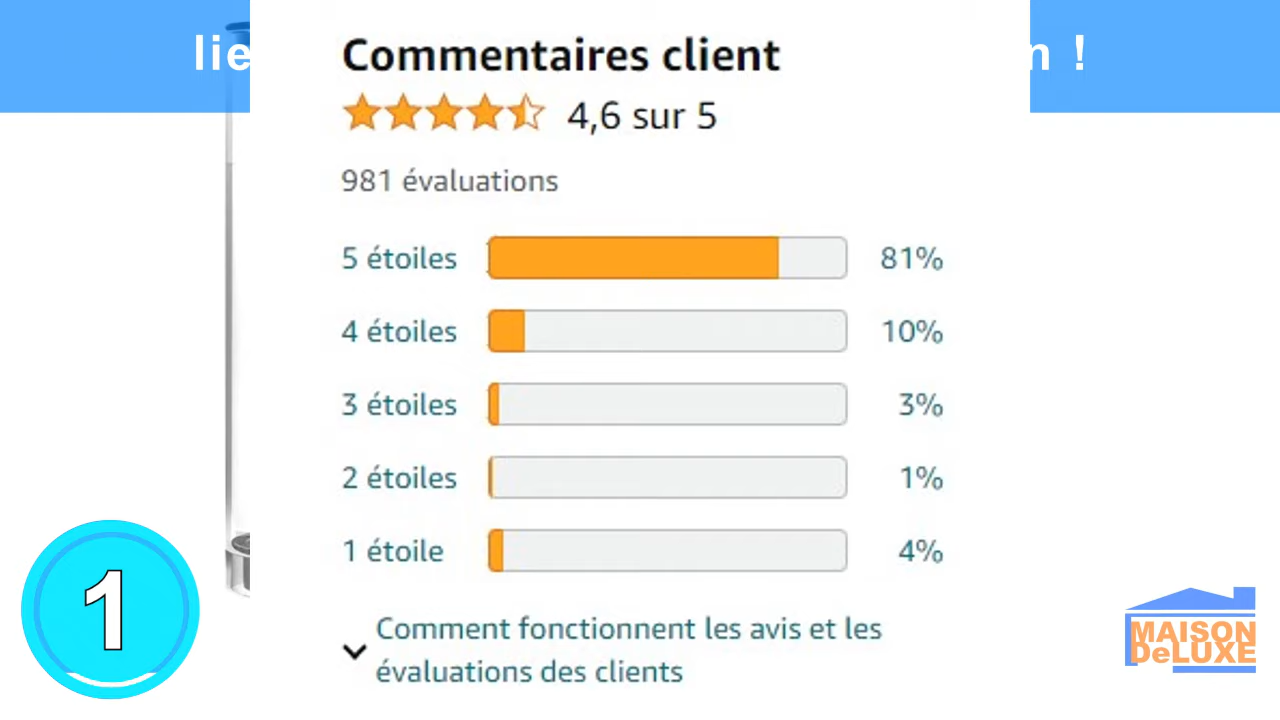 Commentaires client
4,6 sur 5
981 évaluations
5 étoiles 81%
4 étoiles 10%
3 étoiles 3%
2 étoiles 1%
1 étoile 4%
Comment fonctionnent les avis et les
évaluations des clients
1
MAISON
DeLUXE